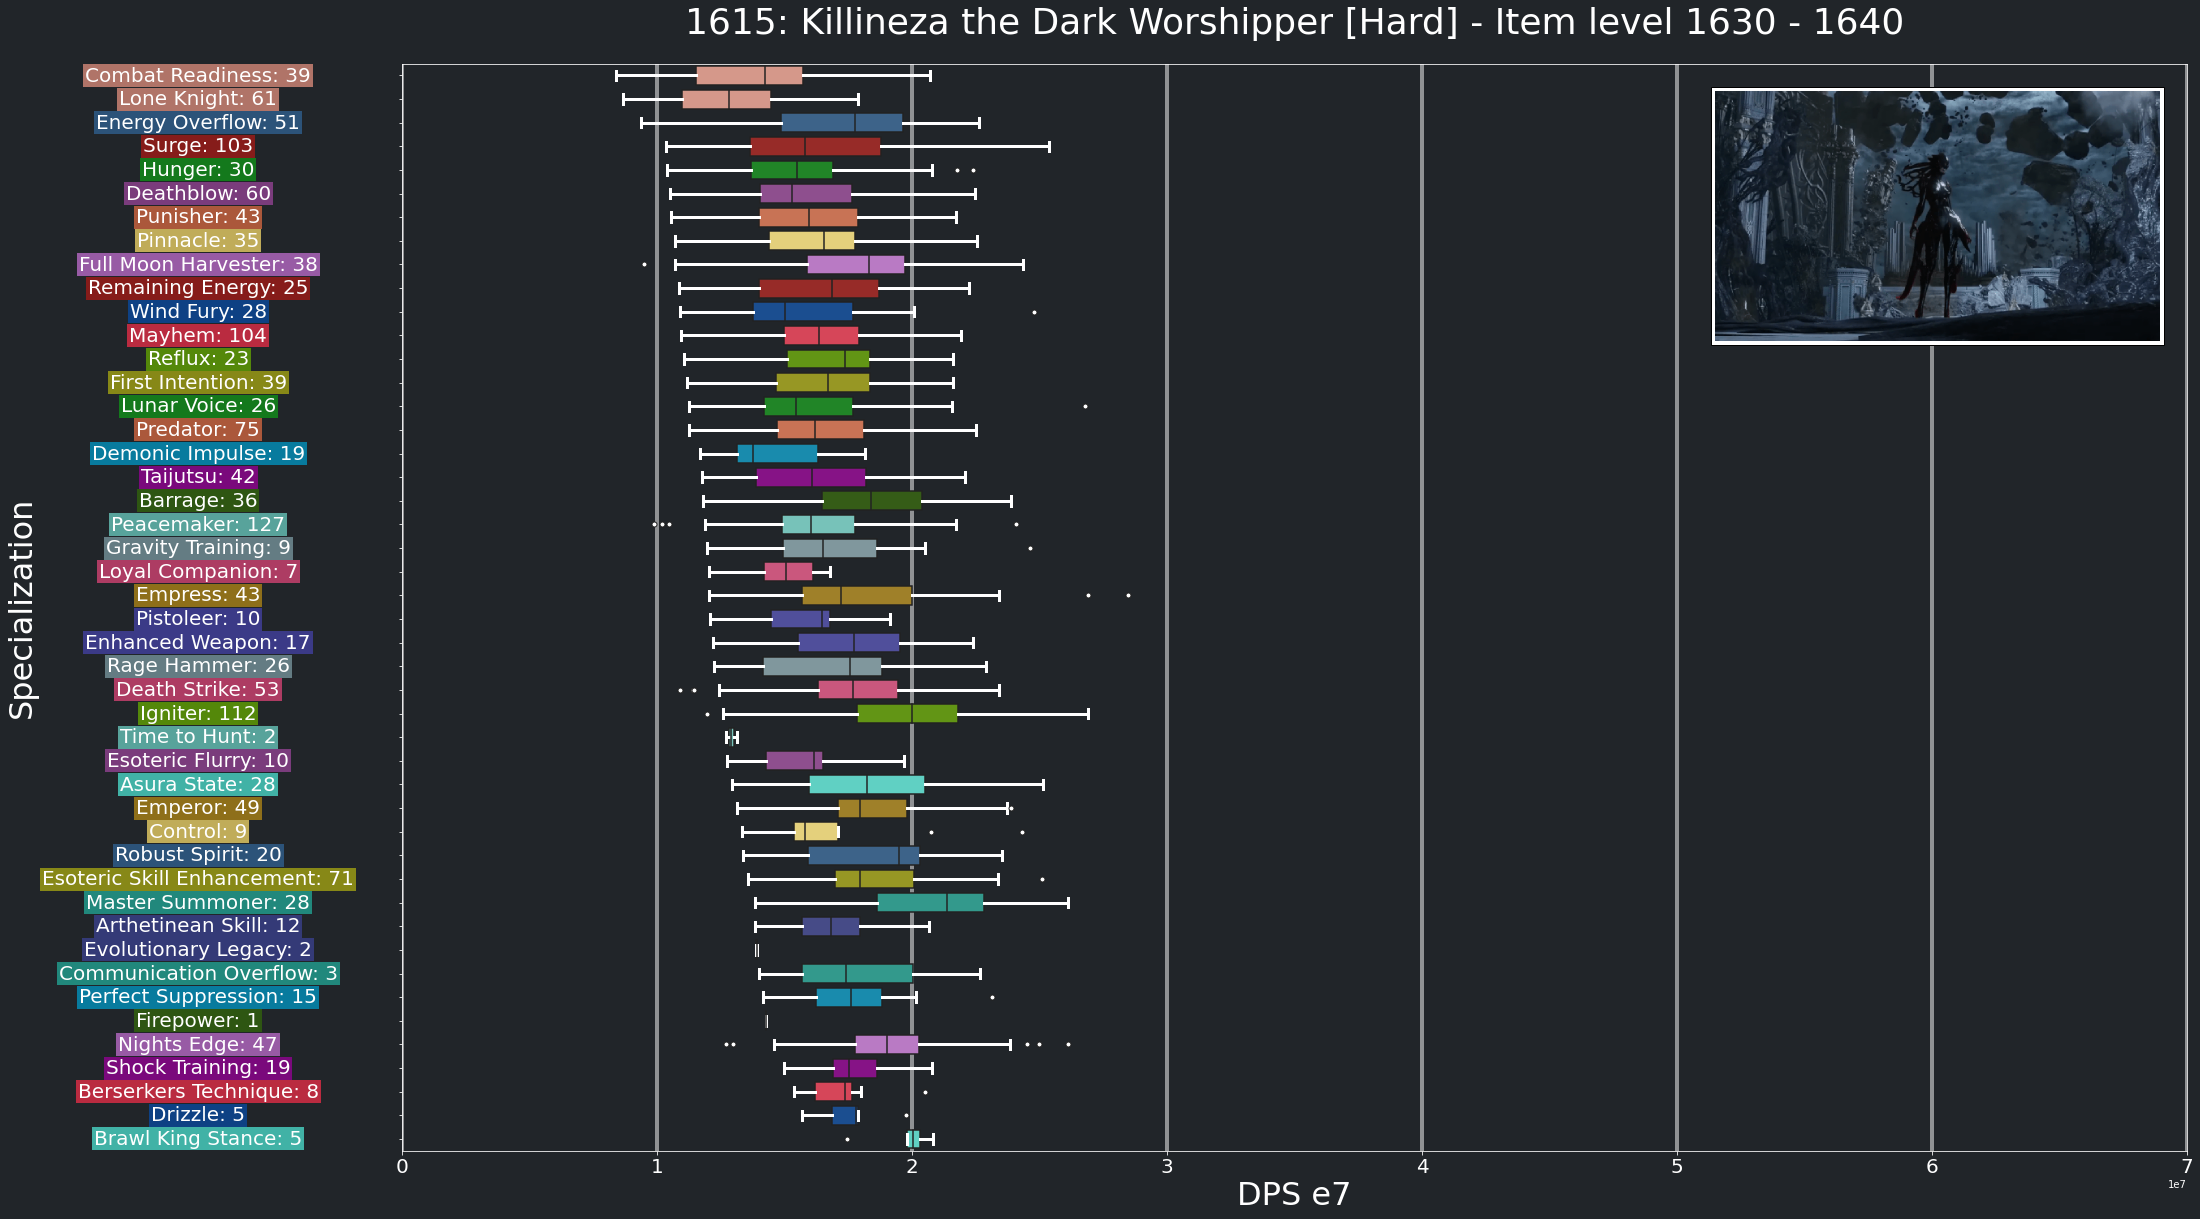 1615: Killineza the Dark Worshipper [Hard] - Item level 1630 - 1640
Specialization
Combat Readiness: 39
Lone Knight: 61
Energy Overflow: 51
Surge: 103
Hunger: 30
Deathblow: 60
Punisher: 43
Pinnacle: 35
Full Moon Harvester: 38
Remaining Energy: 25
Wind Fury: 28
Mayhem: 104
Reflux: 23
First Intention: 39
Lunar Voice: 26
Predator: 75
Demonic Impulse: 19
Taijutsu: 42
Barrage: 36
Peacemaker: 127
Gravity Training: 9
Loyal Companion: 7
Empress: 43
Pistoleer: 10
Enhanced Weapon: 17
Rage Hammer: 26
Death Strike: 53
Igniter: 112
Time to Hunt: 2
Esoteric Flurry: 10
Asura State: 28
Emperor: 49
Control: 9
Robust Spirit: 20
Esoteric Skill Enhancement: 71
Master Summoner: 28
Arthetinean Skill: 12
Evolutionary Legacy: 2
Communication Overflow: 3
Perfect Suppression: 15
Firepower: 1
Nights Edge: 47
Shock Training: 19
Berserkers Technique: 8
Drizzle: 5
Brawl King Stance: 5
0 1 2 3 4 5 6 7
1e7
DPS e7